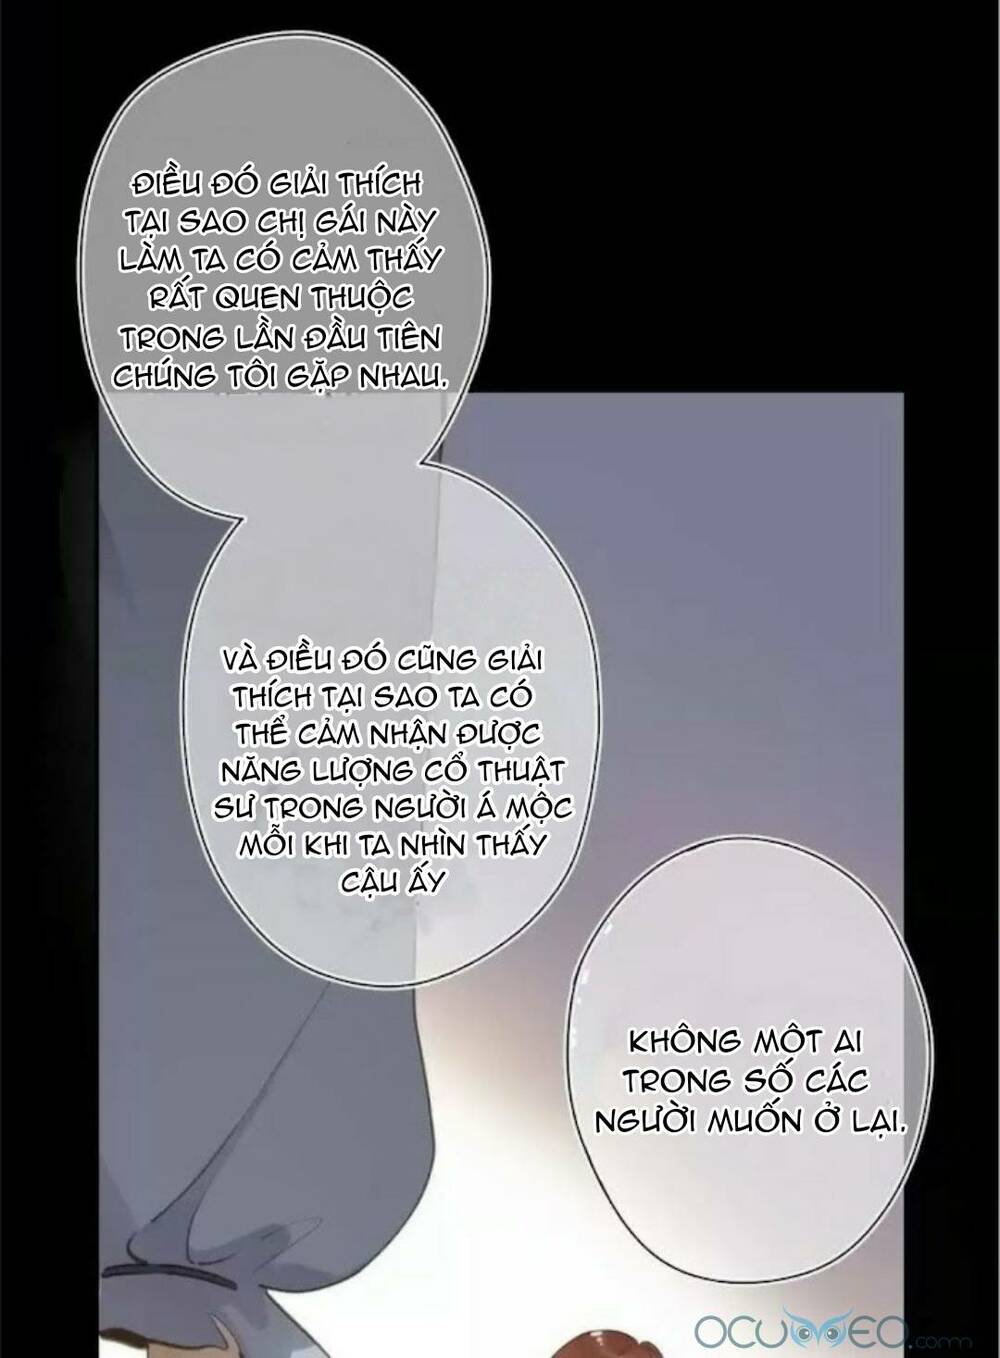 ĐIỀU ĐÓ GIẢI THÍCH
TẠI SAO CHỊ GÁI NÀY
LÀM TA CÓ CẢM THẤY
RẤT QUEN THUỘC
TRONG LẦN ĐẦU TIÊN
CHÚNG TÔI GẶP NHAU.
VÀ ĐIỀU ĐÓ CŨNG GIẢI
THÍCH TẠI SAO TA CÓ
THỂ CẢM NHẬN ĐƯỢC
NĂNG LƯỢNG CỔ THUẬT
SƯ TRONG NGƯỜI Á MỘC
MỖI KHI TA NHÌN THẤY
CẬU ẤY
KHÔNG MỘT AI
TRONG SỐ CÁC
NGƯỜI MUỐN Ở LẠI.
OCUMEO.com